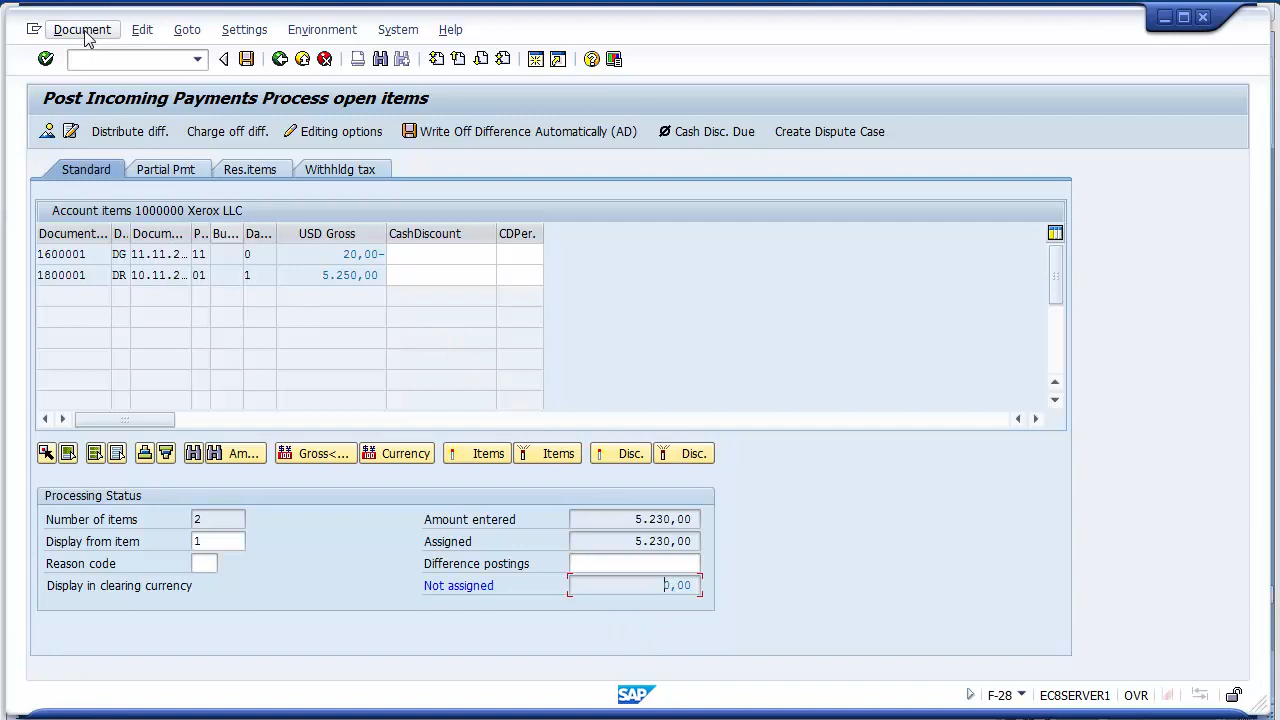 Document Edit Goto Settings Environment System Help
Post Incoming Payments Process open items
Distribute diff. Charge off diff. Editing options Write Off Difference Automatically (AD) Cash Disc. Due Create Dispute Case
Standard Partial Pmt Res.items Withhldg tax
Account items 1000000 Xerox LLC
Document... D.. Docum... P.. Bu... Da... USD Gross CashDiscount CDPer.
1600001 DG 11.11.2... 11 0 20,00-
1800001 DR 10.11.2... 01 1 5.250,00
Am... Gross<... Currency Items Items Disc. Disc.
Processing Status
Number of items 2 Amount entered 5.230,00
Display from item 1 Assigned 5.230,00
Reason code Difference postings
Display in clearing currency Not assigned 0,00
SAP F-28 EC8SERVER1 OVR